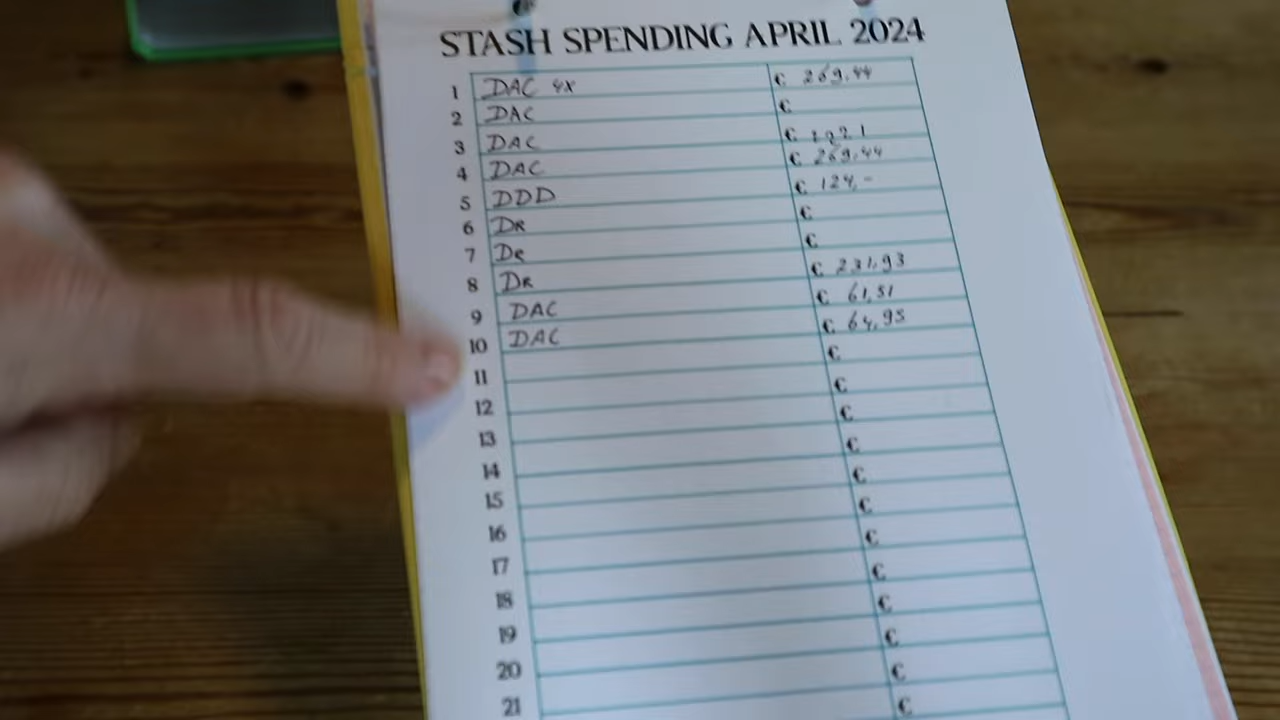 STASH SPENDING APRIL 2024
1 DAC 4X € 269.44
2 DAC €
3 DAC €
4 DAC € 269.44
5 DDD € 124,-
6 DR €
7 DR €
8 DR € 231,93
9 DAC € 61,51
10 DAC € 64,95
11 €
12 €
13 €
14 €
15 €
16 €
17 €
18 €
19 €
20 €
21 €